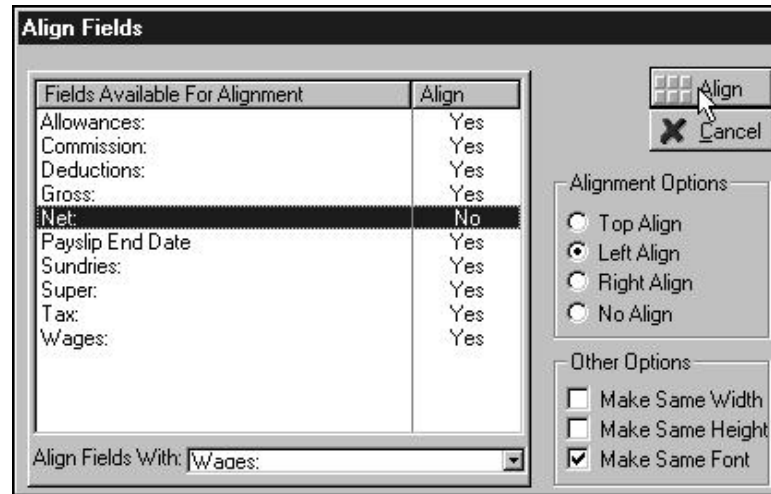 Align Fields
Fields Available For Alignment Align
Allowances: Yes
Commission: Yes
Deductions: Yes
Gross: Yes
Net: No
Payslip End Date Yes
Sundries: Yes
Super: Yes
Tax: Yes
Wages: Yes
Align Fields With: Wages:
Align
Cancel
Alignment Options
Top Align
Left Align
Right Align
No Align
Other Options
Make Same Width
Make Same Height
Make Same Font